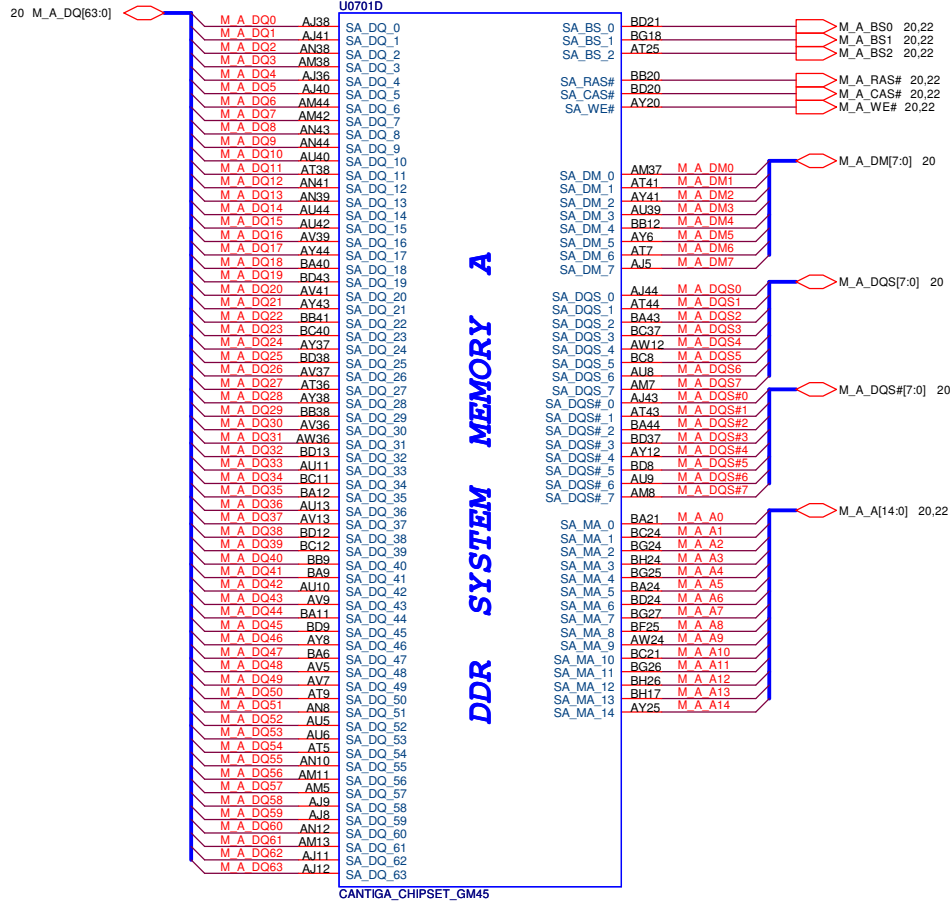 20 M_A_DQ[63:0]
U0701D
M_A_DQ0 AJ38 SA_DQ_0
M_A_DQ1 AJ41 SA_DQ_1
M_A_DQ2 AN38 SA_DQ_2
M_A_DQ3 AM38 SA_DQ_3
M_A_DQ4 AJ36 SA_DQ_4
M_A_DQ5 AJ40 SA_DQ_5
M_A_DQ6 AM44 SA_DQ_6
M_A_DQ7 AM42 SA_DQ_7
M_A_DQ8 AN43 SA_DQ_8
M_A_DQ9 AN44 SA_DQ_9
M_A_DQ10 AU40 SA_DQ_10
M_A_DQ11 AT38 SA_DQ_11
M_A_DQ12 AN41 SA_DQ_12
M_A_DQ13 AN39 SA_DQ_13
M_A_DQ14 AU44 SA_DQ_14
M_A_DQ15 AU42 SA_DQ_15
M_A_DQ16 AV39 SA_DQ_16
M_A_DQ17 AY44 SA_DQ_17
M_A_DQ18 BA40 SA_DQ_18
M_A_DQ19 BD43 SA_DQ_19
M_A_DQ20 AV41 SA_DQ_20
M_A_DQ21 AY43 SA_DQ_21
M_A_DQ22 BB41 SA_DQ_22
M_A_DQ23 BC40 SA_DQ_23
M_A_DQ24 AY37 SA_DQ_24
M_A_DQ25 BD38 SA_DQ_25
M_A_DQ26 AV37 SA_DQ_26
M_A_DQ27 AT36 SA_DQ_27
M_A_DQ28 AY38 SA_DQ_28
M_A_DQ29 BB38 SA_DQ_29
M_A_DQ30 AV36 SA_DQ_30
M_A_DQ31 AW36 SA_DQ_31
M_A_DQ32 BD13 SA_DQ_32
M_A_DQ33 AU11 SA_DQ_33
M_A_DQ34 BC11 SA_DQ_34
M_A_DQ35 BA12 SA_DQ_35
M_A_DQ36 AU13 SA_DQ_36
M_A_DQ37 AV13 SA_DQ_37
M_A_DQ38 BD12 SA_DQ_38
M_A_DQ39 BC12 SA_DQ_39
M_A_DQ40 BB9 SA_DQ_40
M_A_DQ41 BA9 SA_DQ_41
M_A_DQ42 AU10 SA_DQ_42
M_A_DQ43 AV9 SA_DQ_43
M_A_DQ44 BA11 SA_DQ_44
M_A_DQ45 BD9 SA_DQ_45
M_A_DQ46 AY8 SA_DQ_46
M_A_DQ47 BA6 SA_DQ_47
M_A_DQ48 AV5 SA_DQ_48
M_A_DQ49 AV7 SA_DQ_49
M_A_DQ50 AT9 SA_DQ_50
M_A_DQ51 AN8 SA_DQ_51
M_A_DQ52 AU5 SA_DQ_52
M_A_DQ53 AU6 SA_DQ_53
M_A_DQ54 AT5 SA_DQ_54
M_A_DQ55 AN10 SA_DQ_55
M_A_DQ56 AM11 SA_DQ_56
M_A_DQ57 AM5 SA_DQ_57
M_A_DQ58 AJ9 SA_DQ_58
M_A_DQ59 AJ8 SA_DQ_59
M_A_DQ60 AN12 SA_DQ_60
M_A_DQ61 AM13 SA_DQ_61
M_A_DQ62 AJ11 SA_DQ_62
M_A_DQ63 AJ12 SA_DQ_63
DDR SYSTEM MEMORY A
SA_BS_0 BD21 M_A_BS0 20,22
SA_BS_1 BG18 M_A_BS1 20,22
SA_BS_2 AT25 M_A_BS2 20,22
SA_RAS# BB20 M_A_RAS# 20,22
SA_CAS# BD20 M_A_CAS# 20,22
SA_WE# AY20 M_A_WE# 20,22
M_A_DM[7:0] 20
SA_DM_0 AM37 M_A_DM0
SA_DM_1 AT41 M_A_DM1
SA_DM_2 AY41 M_A_DM2
SA_DM_3 AU39 M_A_DM3
SA_DM_4 BB12 M_A_DM4
SA_DM_5 AY6 M_A_DM5
SA_DM_6 AT7 M_A_DM6
SA_DM_7 AJ5 M_A_DM7
M_A_DQS[7:0] 20
SA_DQS_0 AJ44 M_A_DQS0
SA_DQS_1 AT44 M_A_DQS1
SA_DQS_2 BA43 M_A_DQS2
SA_DQS_3 BC37 M_A_DQS3
SA_DQS_4 AW12 M_A_DQS4
SA_DQS_5 BC8 M_A_DQS5
SA_DQS_6 AU8 M_A_DQS6
SA_DQS_7 AM7 M_A_DQS7
M_A_DQS#[7:0] 20
SA_DQS#_0 AJ43 M_A_DQS#0
SA_DQS#_1 AT43 M_A_DQS#1
SA_DQS#_2 BA44 M_A_DQS#2
SA_DQS#_3 BD37 M_A_DQS#3
SA_DQS#_4 AY12 M_A_DQS#4
SA_DQS#_5 BD8 M_A_DQS#5
SA_DQS#_6 AU9 M_A_DQS#6
SA_DQS#_7 AM8 M_A_DQS#7
M_A_A[14:0] 20,22
SA_MA_0 BA21 M_A_A0
SA_MA_1 BC24 M_A_A1
SA_MA_2 BG24 M_A_A2
SA_MA_3 BH24 M_A_A3
SA_MA_4 BG25 M_A_A4
SA_MA_5 BA24 M_A_A5
SA_MA_6 BD24 M_A_A6
SA_MA_7 BG27 M_A_A7
SA_MA_8 BF25 M_A_A8
SA_MA_9 AW24 M_A_A9
SA_MA_10 BC21 M_A_A10
SA_MA_11 BG26 M_A_A11
SA_MA_12 BH26 M_A_A12
SA_MA_13 BH17 M_A_A13
SA_MA_14 AY25 M_A_A14
CANTIGA_CHIPSET_GM45